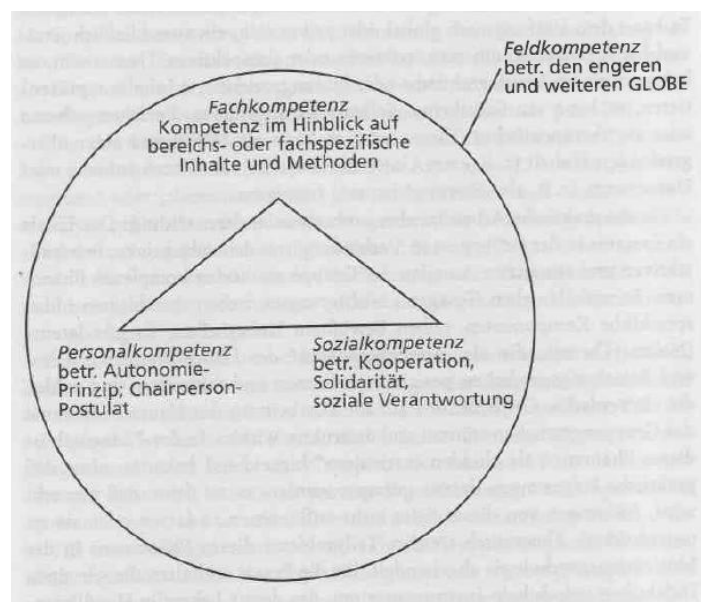 Feldkompetenz
betr. den engeren
und weiteren GLOBE
Fachkompetenz
Kompetenz im Hinblick auf
bereichs- oder fachspezifische
Inhalte und Methoden
Personalkompetenz
betr. Autonomie-
Prinzip; Chairperson-
Postulat
Sozialkompetenz
betr. Kooperation,
Solidarität,
soziale Verantwortung